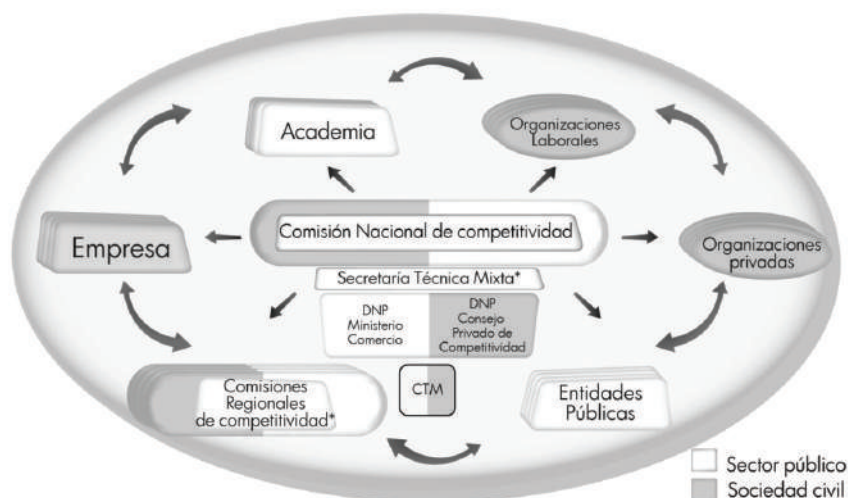 Academia
Organizaciones
Laborales
Empresa
Comisión Nacional de competitividad
Organizaciones
privadas
Secretaría Técnica Mixta*
DNP
Ministerio
Comercio
DNP
Consejo
Privado de
Competitividad
Comisiones
Regionales
de competitividad*
CTM
Entidades
Públicas
Sector público
Sociedad civil